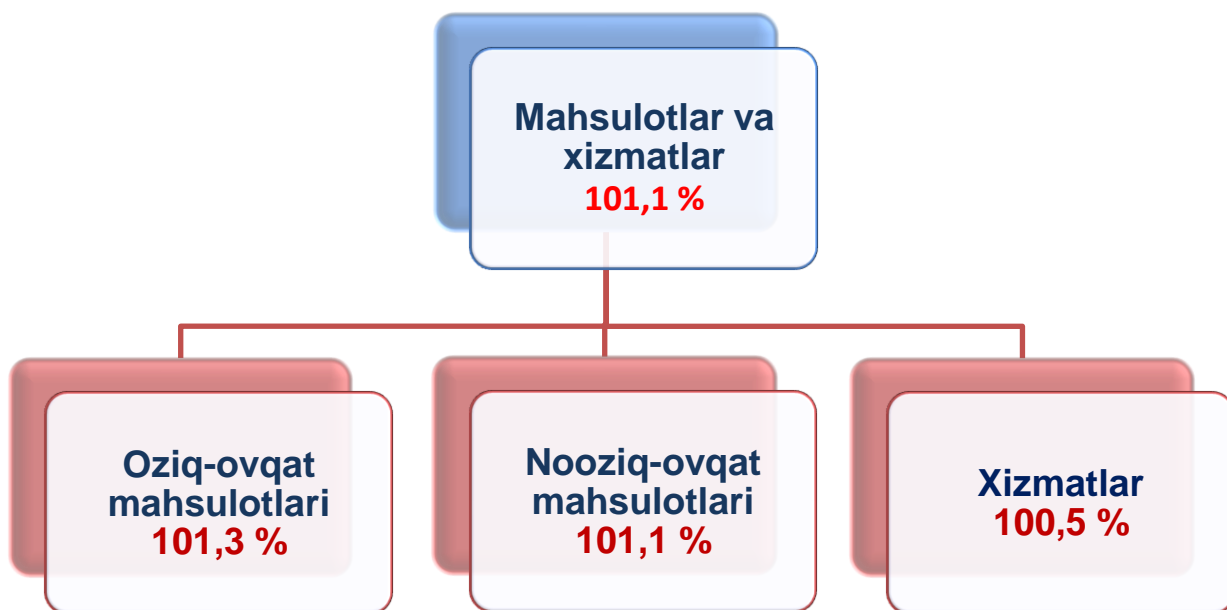 Mahsulotlar va
xizmatlar
101,1 %
Oziq-ovqat
mahsulotlari
101,3 %
Nooziq-ovqat
mahsulotlari
101,1 %
Xizmatlar
100,5 %